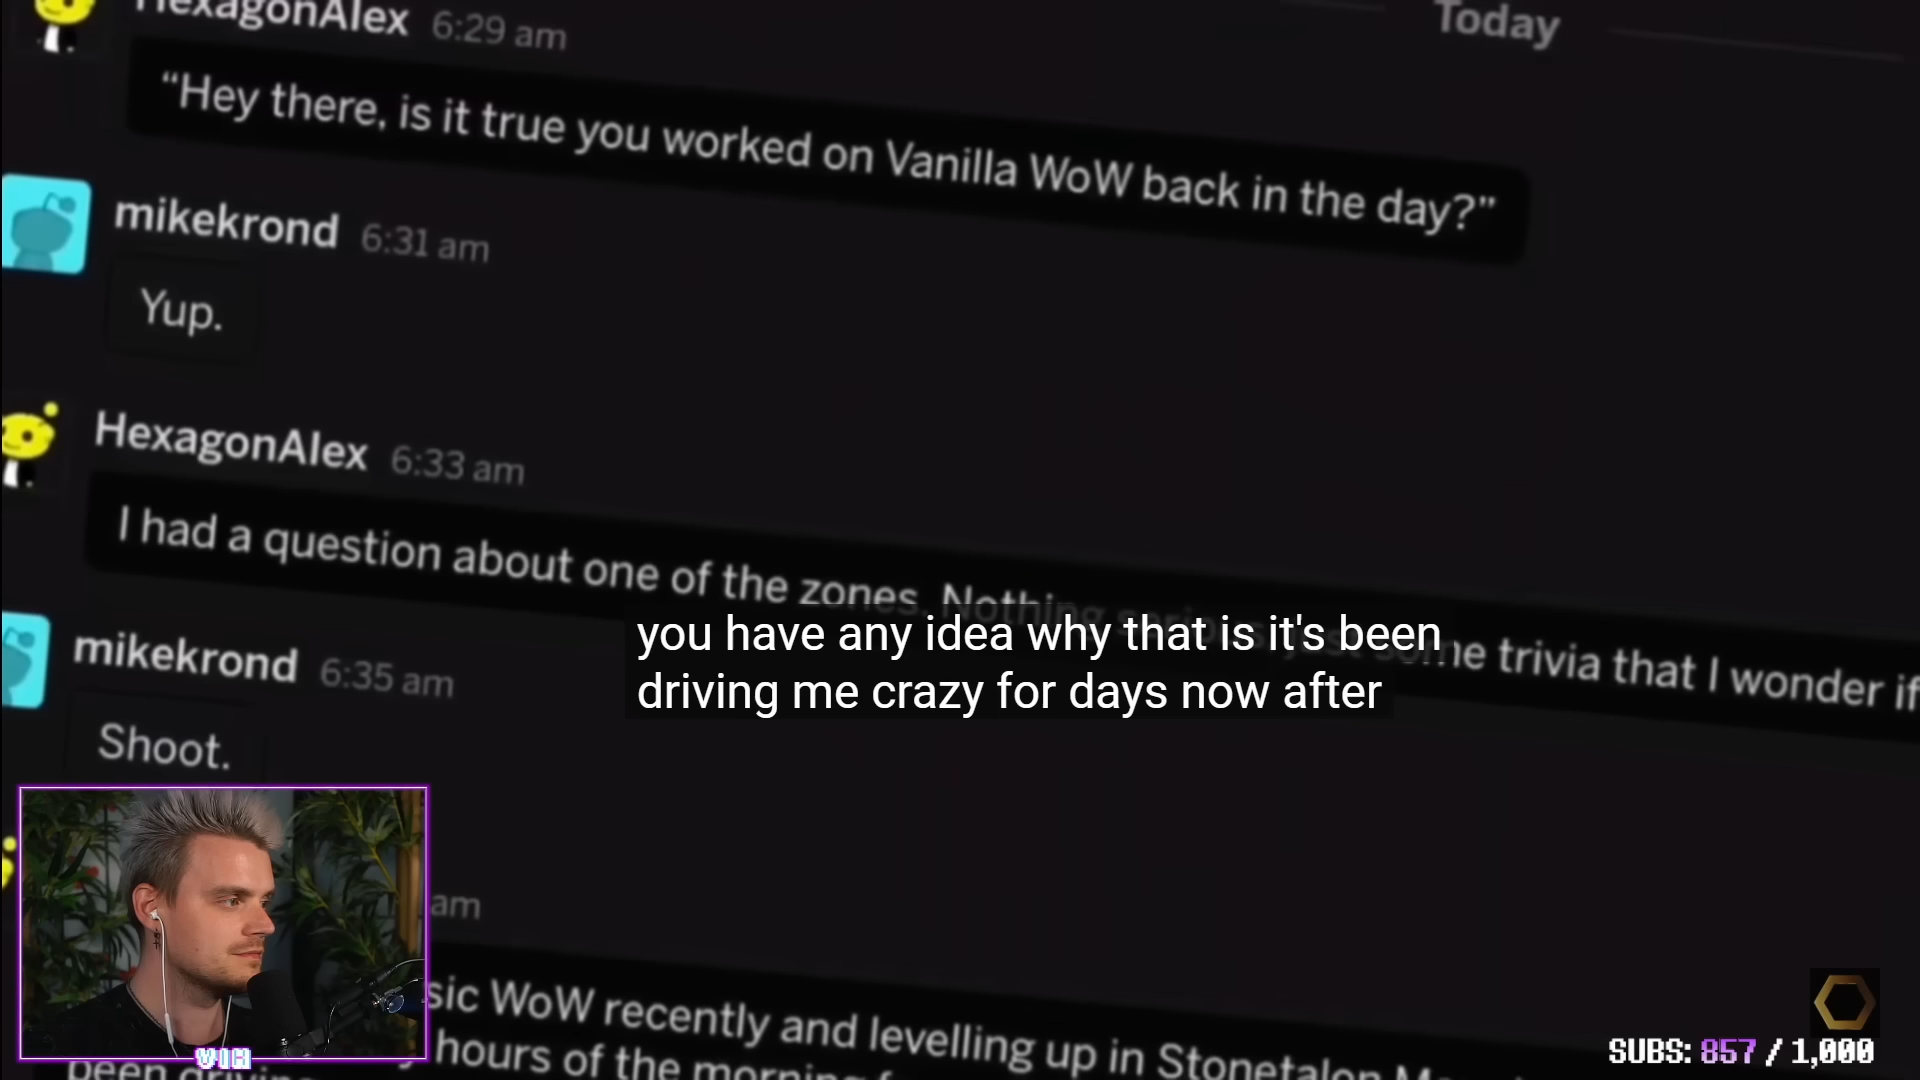 HexagonAlex 6:29 am
Today
“Hey there, is it true you worked on Vanilla WoW back in the day?”
mikekrond 6:31 am
Yup.
HexagonAlex 6:33 am
I had a question about one of the zones. Nothing some trivia that I wonder if
you have any idea why that is it's been
driving me crazy for days now after
mikekrond 6:35 am
Shoot.
am
sic WoW recently and levelling up in Stonetalon
been hours of the morning
VIH
SUBS: 857 / 1,000